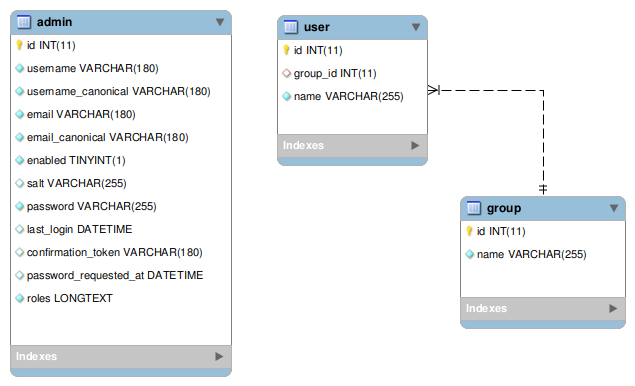 admin
id INT(11)
username VARCHAR(180)
username_canonical VARCHAR(180)
email VARCHAR(180)
email_canonical VARCHAR(180)
enabled TINYINT(1)
salt VARCHAR(255)
password VARCHAR(255)
last_login DATETIME
confirmation_token VARCHAR(180)
password_requested_at DATETIME
roles LONGTEXT
Indexes
user
id INT(11)
group_id INT(11)
name VARCHAR(255)
Indexes
group
id INT(11)
name VARCHAR(255)
Indexes